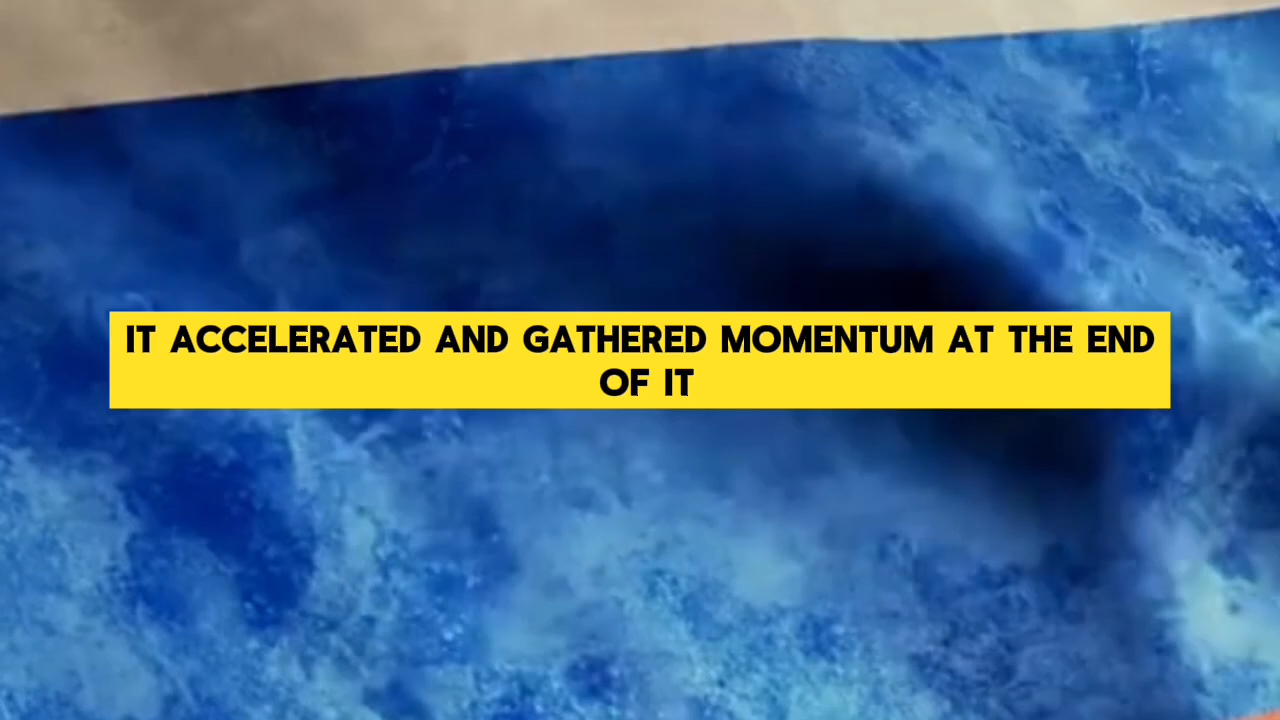 IT ACCELERATED AND GATHERED MOMENTUM AT THE END
OF IT